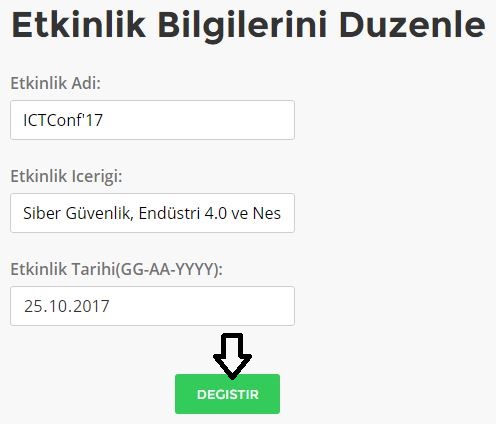 Etkinlik Bilgilerini Duzenle
Etkinlik Adi:
ICTConf'17
Etkinlik Icerigi:
Siber Güvenlik, Endüstri 4.0 ve Nes
Etkinlik Tarihi(GG-AA-YYYY):
25.10.2017
DEGISTIR